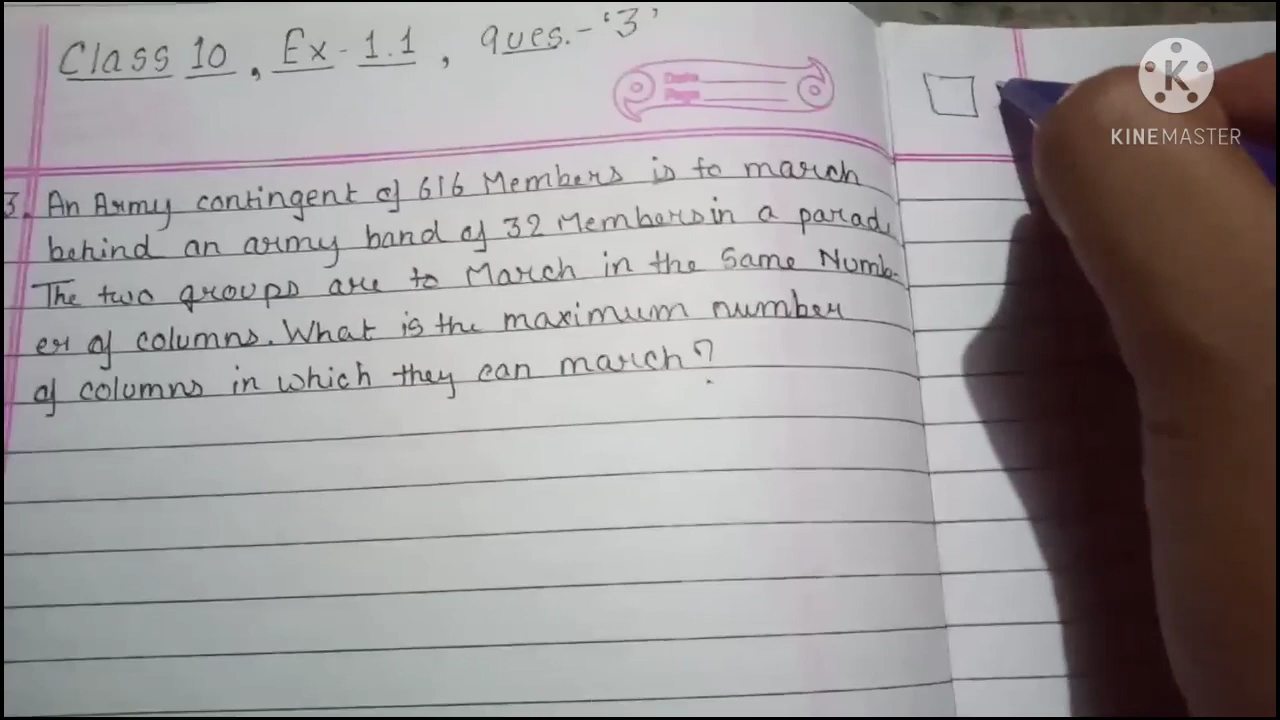 Class 10, Ex-1.1, ques.-'3'
Date
Page
KINEMASTER
3. An Army contingent of 616 Members is to march
behind an army band of 32 Members in a parad.
The two groups are to March in the same Numb-
er of columns. What is the maximum number
of columns in which they can march?